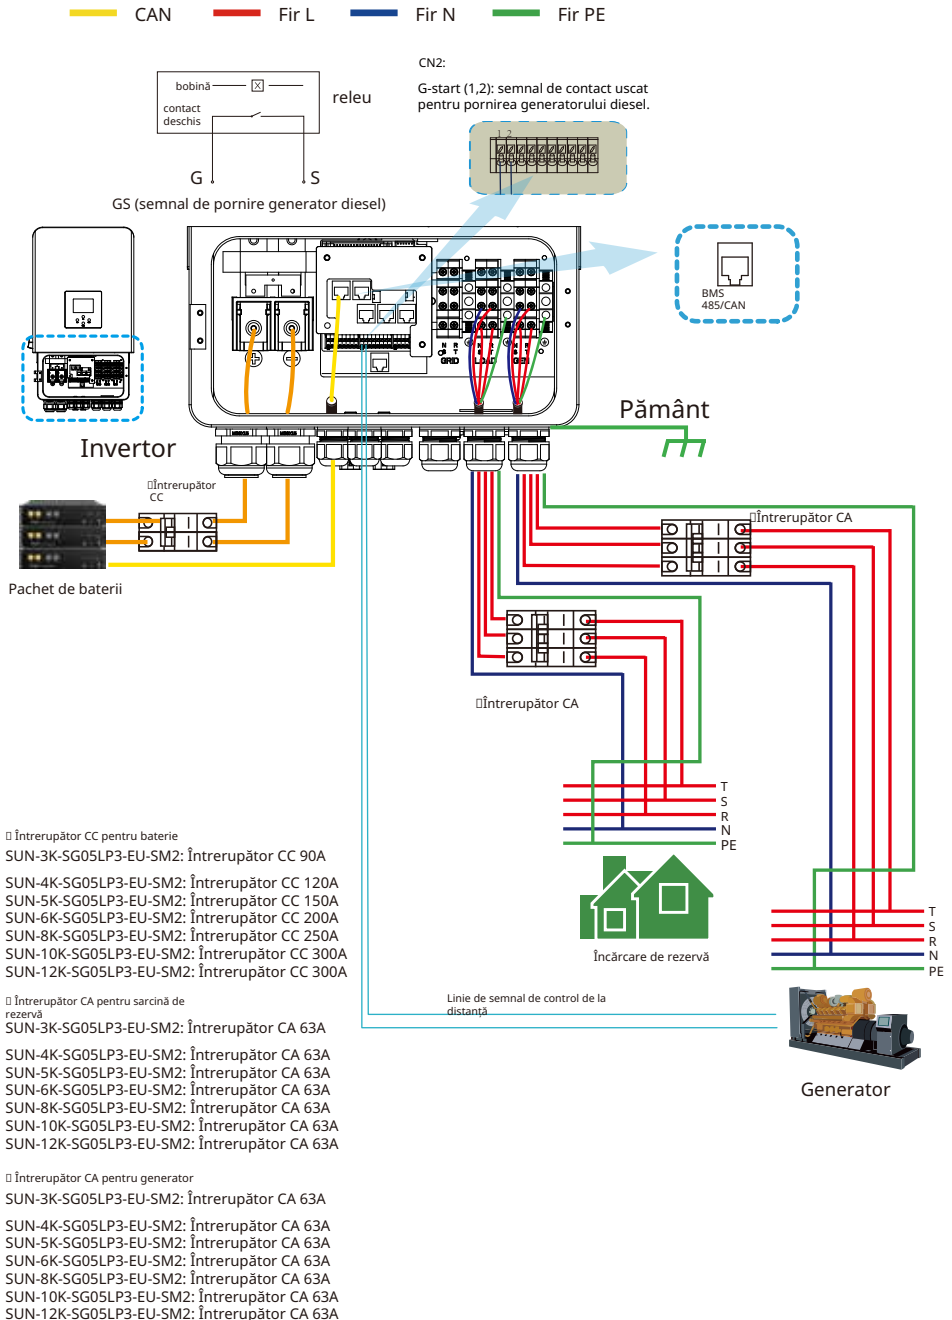 CAN
Fir L
Fir N
Fir PE
CN2:
G-start (1,2): semnal de contact uscat
pentru pornirea generatorului diesel.
bobină
contact
deschis
releu
G
S
GS (semnal de pornire generator diesel)
1 2
BMS
485/CAN
GRID
LOAD
GEN
Pământ
Invertor
Întrerupător
CC
Pachet de baterii
Întrerupător CA
Întrerupător CA
T
S
R
N
PE
Încărcare de rezervă
T
S
R
N
PE
Generator
Linie de semnal de control de la
distanță
Întrerupător CC pentru baterie
SUN-3K-SG05LP3-EU-SM2: Întrerupător CC 90A
SUN-4K-SG05LP3-EU-SM2: Întrerupător CC 120A
SUN-5K-SG05LP3-EU-SM2: Întrerupător CC 150A
SUN-6K-SG05LP3-EU-SM2: Întrerupător CC 200A
SUN-8K-SG05LP3-EU-SM2: Întrerupător CC 250A
SUN-10K-SG05LP3-EU-SM2: Întrerupător CC 300A
SUN-12K-SG05LP3-EU-SM2: Întrerupător CC 300A
Întrerupător CA pentru sarcină de
rezervă
SUN-3K-SG05LP3-EU-SM2: Întrerupător CA 63A
SUN-4K-SG05LP3-EU-SM2: Întrerupător CA 63A
SUN-5K-SG05LP3-EU-SM2: Întrerupător CA 63A
SUN-6K-SG05LP3-EU-SM2: Întrerupător CA 63A
SUN-8K-SG05LP3-EU-SM2: Întrerupător CA 63A
SUN-10K-SG05LP3-EU-SM2: Întrerupător CA 63A
SUN-12K-SG05LP3-EU-SM2: Întrerupător CA 63A
Întrerupător CA pentru generator
SUN-3K-SG05LP3-EU-SM2: Întrerupător CA 63A
SUN-4K-SG05LP3-EU-SM2: Întrerupător CA 63A
SUN-5K-SG05LP3-EU-SM2: Întrerupător CA 63A
SUN-6K-SG05LP3-EU-SM2: Întrerupător CA 63A
SUN-8K-SG05LP3-EU-SM2: Întrerupător CA 63A
SUN-10K-SG05LP3-EU-SM2: Întrerupător CA 63A
SUN-12K-SG05LP3-EU-SM2: Întrerupător CA 63A